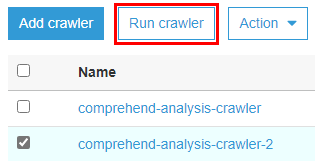 Add crawler Run crawler Action
Name
comprehend-analysis-crawler
comprehend-analysis-crawler-2